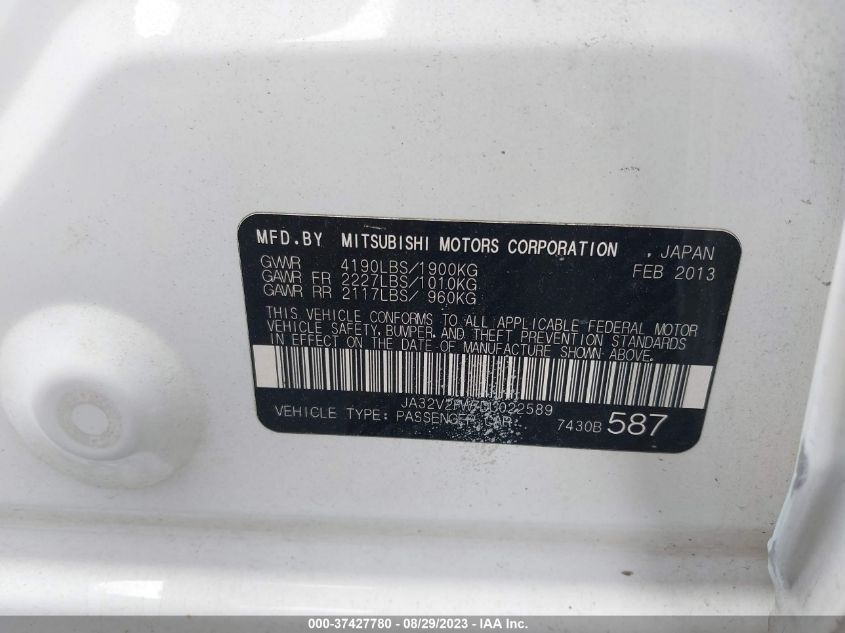 MFD.BY MITSUBISHI MOTORS CORPORATION , JAPAN
GVWR 4190LBS/1900KG FEB 2013
GAWR FR 2227LBS/1010KG
GAWR RR 2117LBS/ 960KG
THIS VEHICLE CONFORMS TO ALL APPLICABLE FEDERAL MOTOR
VEHICLE SAFETY, BUMPER, AND THEFT PREVENTION STANDARDS
IN EFFECT ON THE DATE OF MANUFACTURE SHOWN ABOVE.
VEHICLE TYPE: PASSENGER CAR 7430B 587
000-37427780 - 08/29/2023 - IAA Inc.